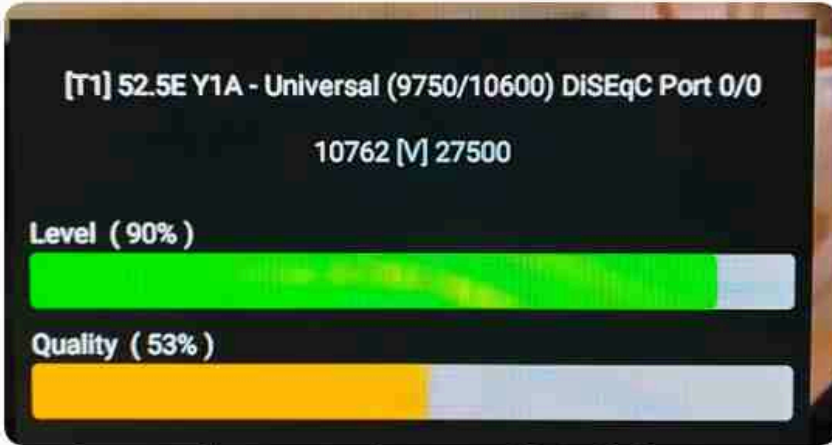 [T1] 52.5E Y1A - Universal (9750/10600) DiSEqC Port 0/0
10762 [V] 27500
Level ( 90% )
Quality ( 53% )